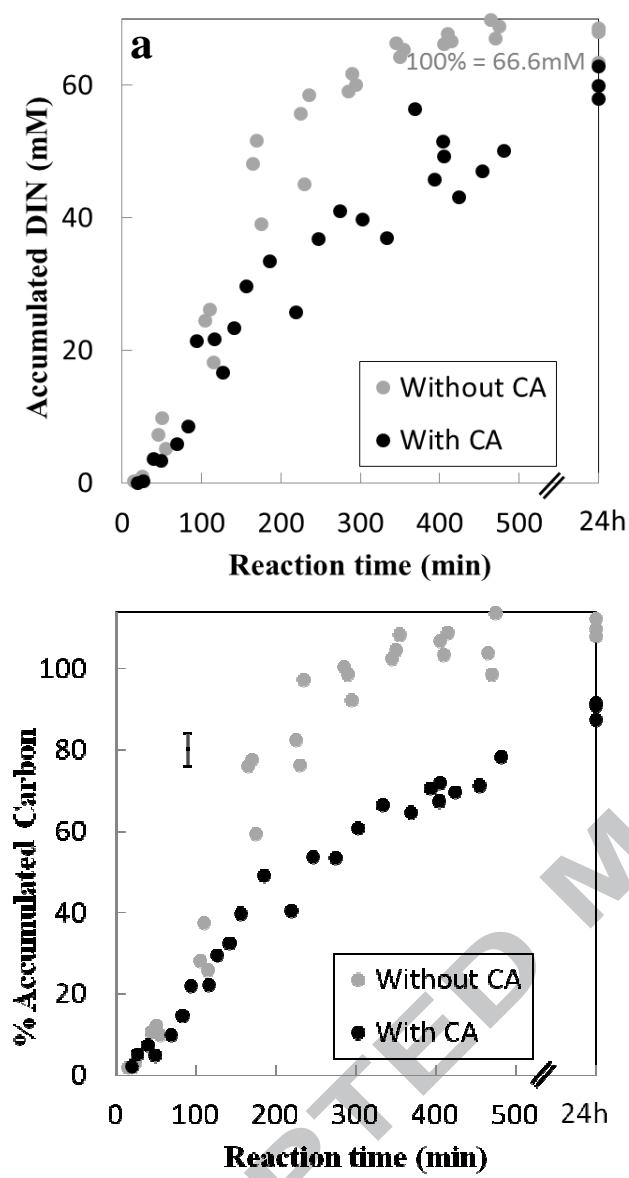 a
Accumulated DIN (mM)
60
40
20
0
100% = 66.6mM
Without CA
With CA
0 100 200 300 400 500 24h
Reaction time (min)
% Accumulated Carbon
100
80
60
40
20
0
Without CA
With CA
0 100 200 300 400 500 24h
Reaction time (min)
PTED M